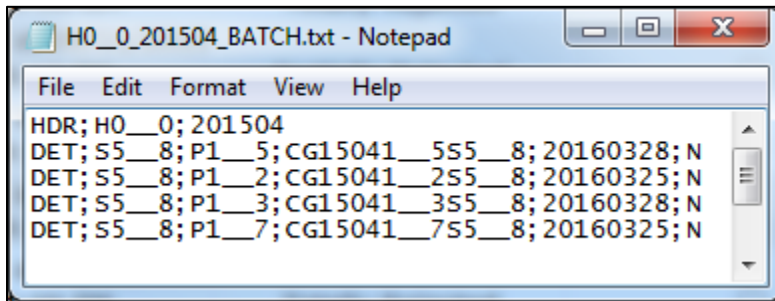 H0__0_201504_BATCH.txt - Notepad
File Edit Format View Help
HDR;H0__0;201504
DET;S5__8;P1__5;CG15041__5S5__8;20160328;N
DET;S5__8;P1__2;CG15041__2S5__8;20160325;N
DET;S5__8;P1__3;CG15041__3S5__8;20160328;N
DET;S5__8;P1__7;CG15041__7S5__8;20160325;N